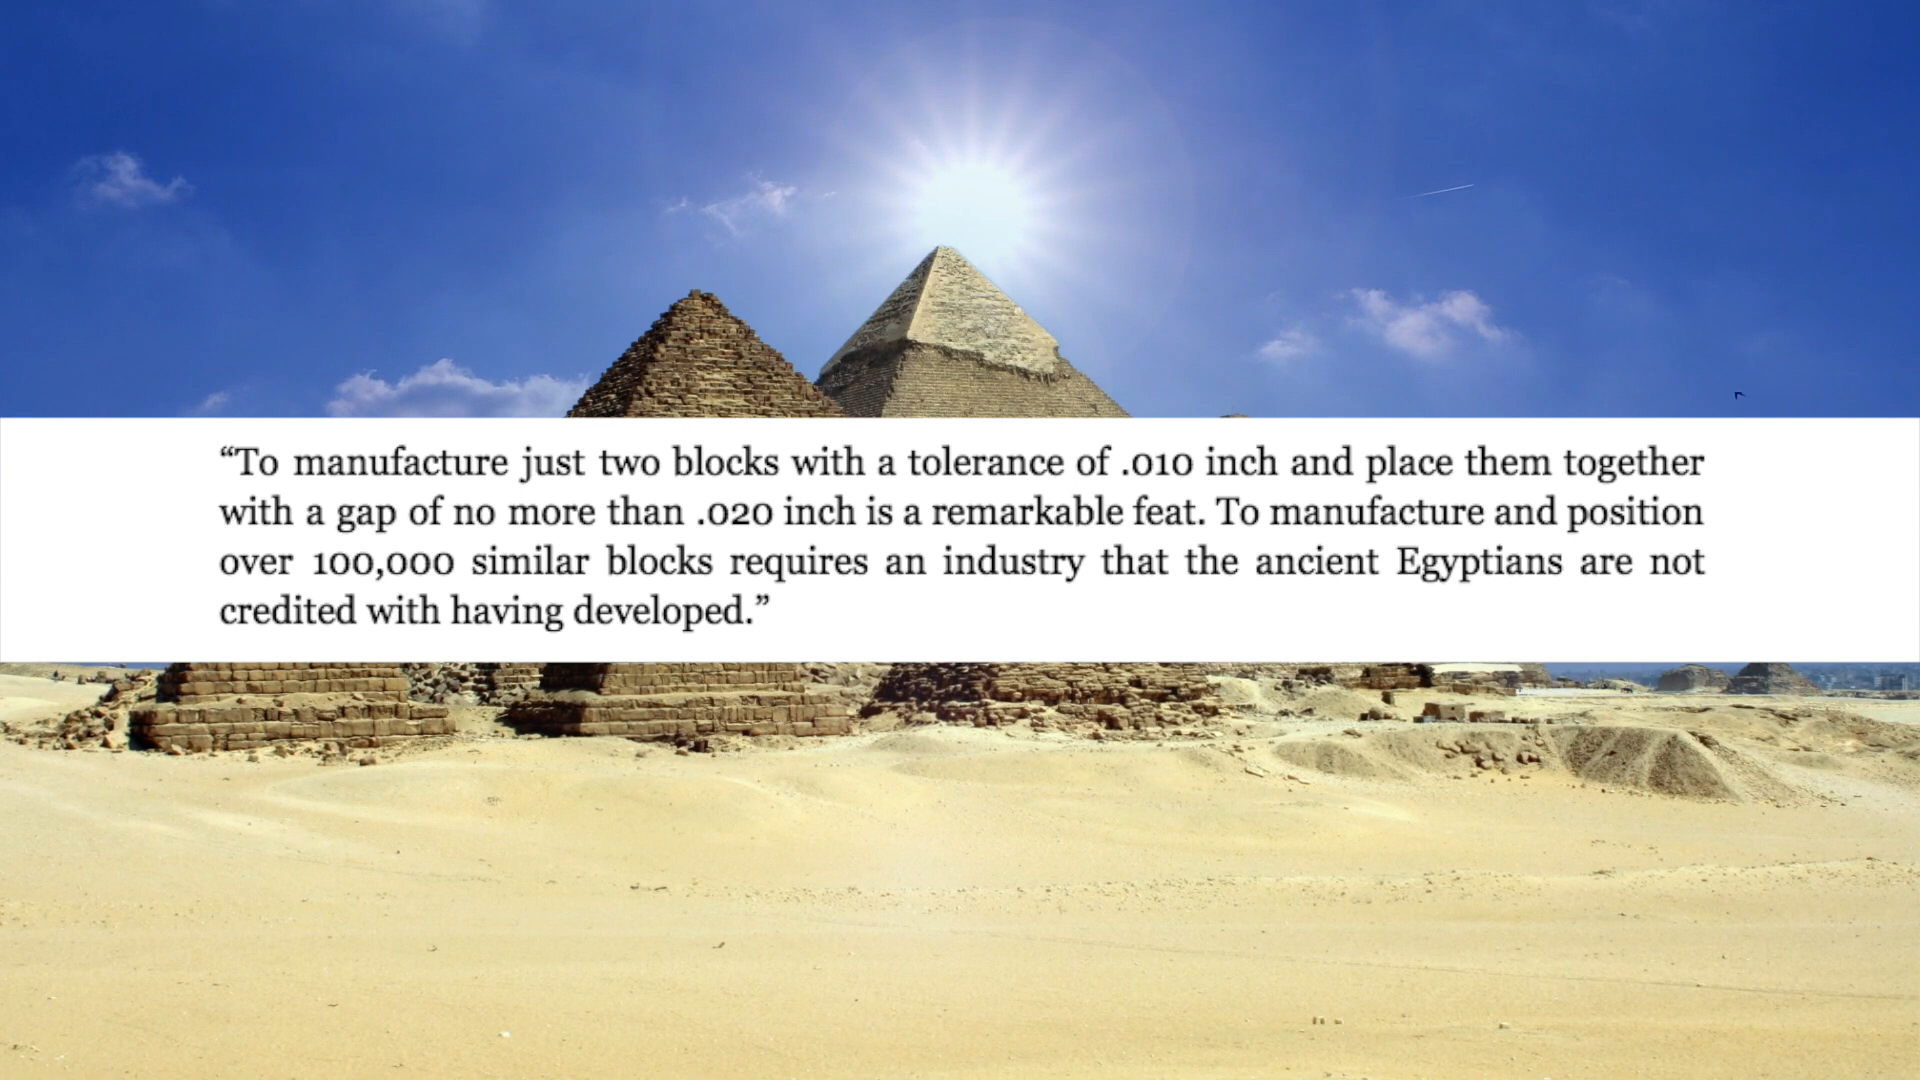 “To manufacture just two blocks with a tolerance of .010 inch and place them together
with a gap of no more than .020 inch is a remarkable feat. To manufacture and position
over 100,000 similar blocks requires an industry that the ancient Egyptians are not
credited with having developed.”